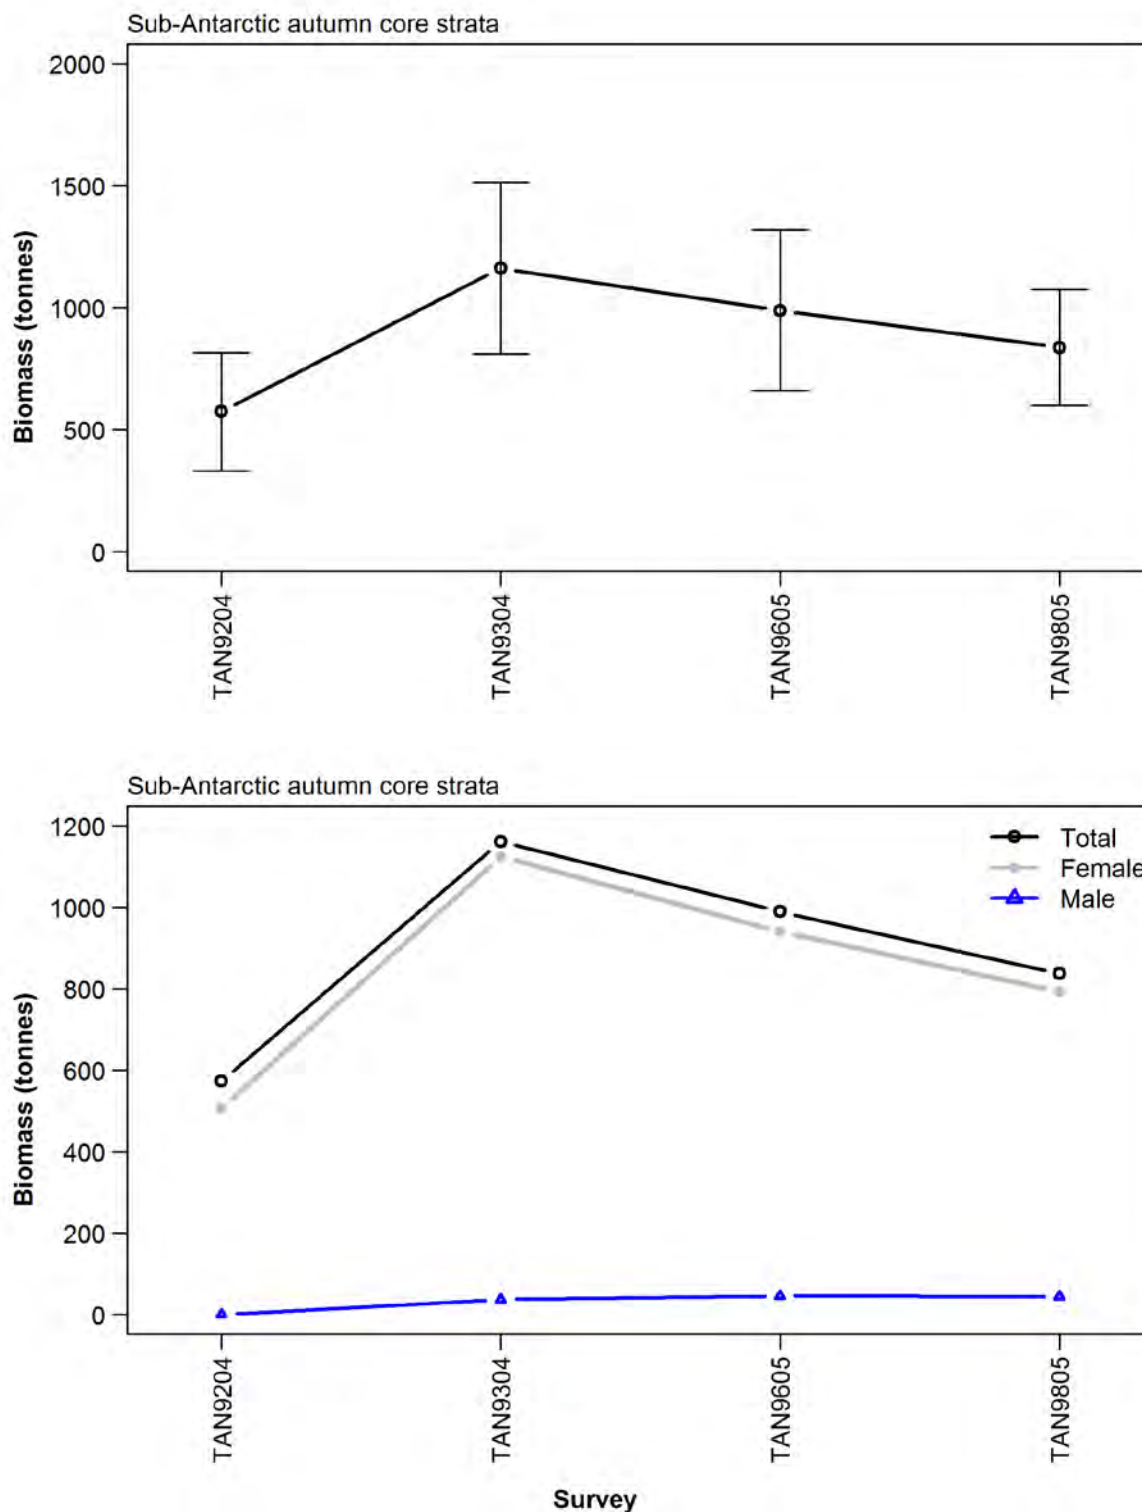 Sub-Antarctic autumn core strata
2000
1500
1000
500
0
Biomass (tonnes)
TAN9204
TAN9304
TAN9605
TAN9805
Sub-Antarctic autumn core strata
1200
1000
800
600
400
200
0
Biomass (tonnes)
Total
Female
Male
TAN9204
TAN9304
TAN9605
TAN9805
Survey